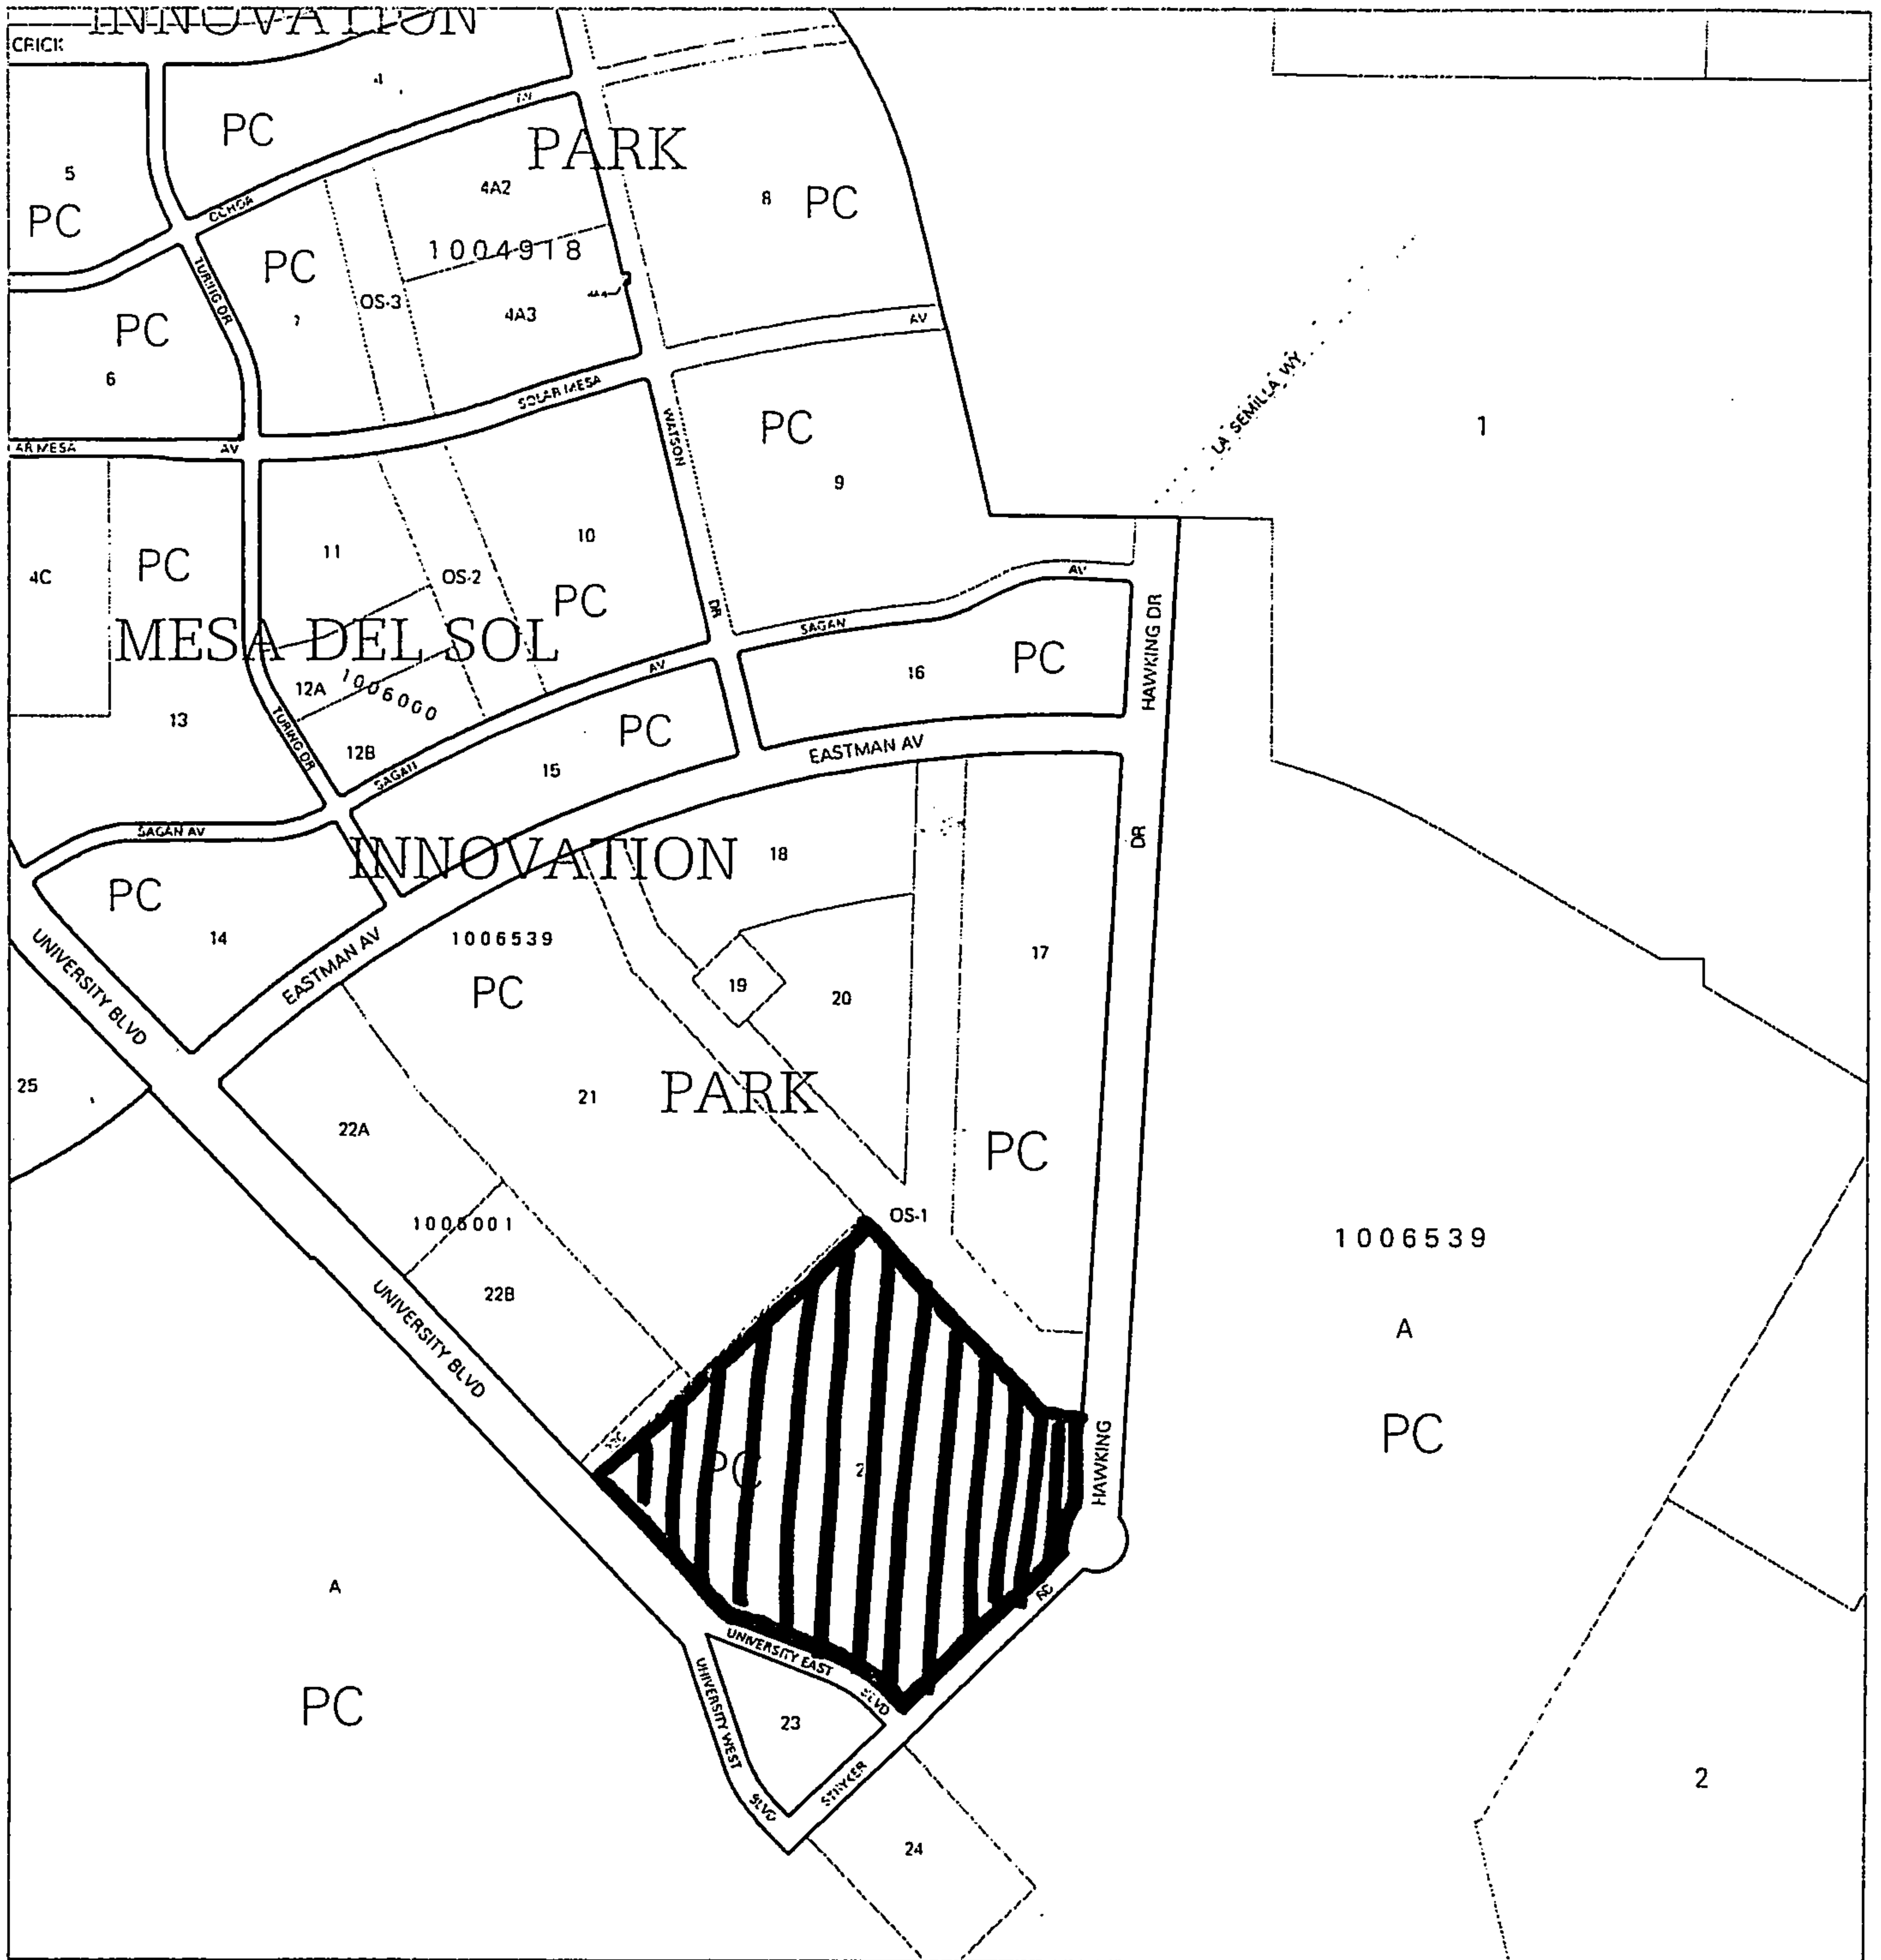 INNOVATION
CRICK
4
PC
PARK
5
PC
4A2
8
PC
OCHOA
1004918
PC
TURING DR
OS-3
7
4A3
AV
PC
6
SOLAR MESA
LA SEMILLA WY
WATSON
PC
1
AR MESA
AV
9
10
11
PC
4C
OS-2
AV
PC
DR
HAWKING DR
MESA DEL SOL
SAGAN
PC
AV
16
12A
1006000
13
TURING DR
PC
12B
EASTMAN AV
SAGAN
15
SAGAN AV
DR
INNOVATION
18
PC
14
1006539
17
UNIVERSITY BLVD
EASTMAN AV
PC
19
20
25
21
PARK
22A
PC
OS-1
1006001
1006539
22B
UNIVERSITY BLVD
A
PC
HAWKING
PC
2
A
RD
UNIVERSITY EAST
BLVD
UNIVERSITY WEST
BLVD
PC
23
STRYKER
2
24